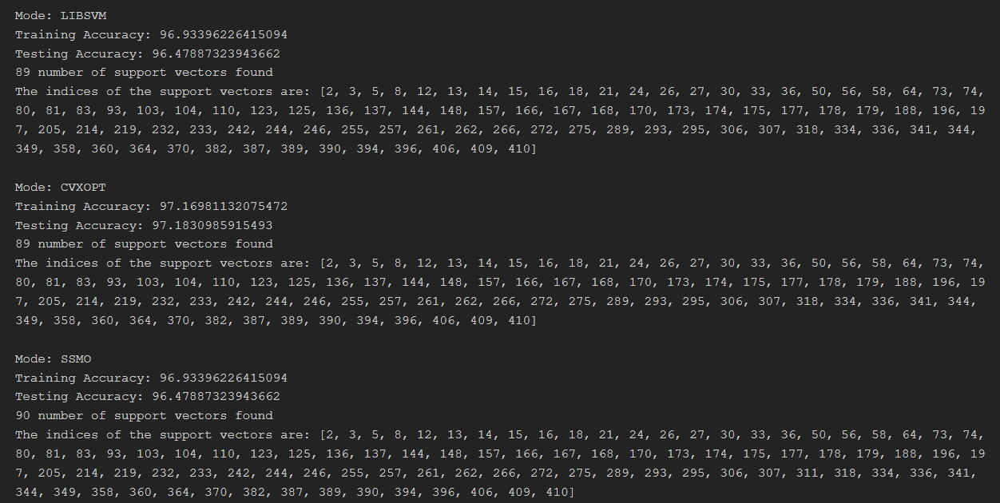 Mode: LIBSVM
Training Accuracy: 96.93396226415094
Testing Accuracy: 96.47887323943662
89 number of support vectors found
The indices of the support vectors are: [2, 3, 5, 8, 12, 13, 14, 15, 16, 18, 21, 24, 26, 27, 30, 33, 36, 50, 56, 58, 64, 73, 74,
80, 81, 83, 93, 103, 104, 110, 123, 125, 136, 137, 144, 148, 157, 166, 167, 168, 170, 173, 174, 175, 177, 178, 179, 188, 196, 19
7, 205, 214, 219, 232, 233, 242, 244, 246, 255, 257, 261, 262, 266, 272, 275, 289, 293, 295, 306, 307, 318, 334, 336, 341, 344,
349, 358, 360, 364, 370, 382, 387, 389, 390, 394, 396, 406, 409, 410]
Mode: CVXOPT
Training Accuracy: 97.16981132075472
Testing Accuracy: 97.1830985915493
89 number of support vectors found
The indices of the support vectors are: [2, 3, 5, 8, 12, 13, 14, 15, 16, 18, 21, 24, 26, 27, 30, 33, 36, 50, 56, 58, 64, 73, 74,
80, 81, 83, 93, 103, 104, 110, 123, 125, 136, 137, 144, 148, 157, 166, 167, 168, 170, 173, 174, 175, 177, 178, 179, 188, 196, 19
7, 205, 214, 219, 232, 233, 242, 244, 246, 255, 257, 261, 262, 266, 272, 275, 289, 293, 295, 306, 307, 318, 334, 336, 341, 344,
349, 358, 360, 364, 370, 382, 387, 389, 390, 394, 396, 406, 409, 410]
Mode: SSMO
Training Accuracy: 96.93396226415094
Testing Accuracy: 96.47887323943662
90 number of support vectors found
The indices of the support vectors are: [2, 3, 5, 8, 12, 13, 14, 15, 16, 18, 21, 24, 26, 27, 30, 33, 36, 50, 56, 58, 64, 73, 74,
80, 81, 83, 93, 103, 104, 110, 123, 125, 136, 137, 144, 148, 157, 166, 167, 168, 170, 173, 174, 175, 177, 178, 179, 188, 196, 19
7, 205, 214, 219, 232, 233, 242, 244, 246, 255, 257, 261, 262, 266, 272, 275, 289, 293, 295, 306, 307, 311, 318, 334, 336, 341,
344, 349, 358, 360, 364, 370, 382, 387, 389, 390, 394, 396, 406, 409, 410]